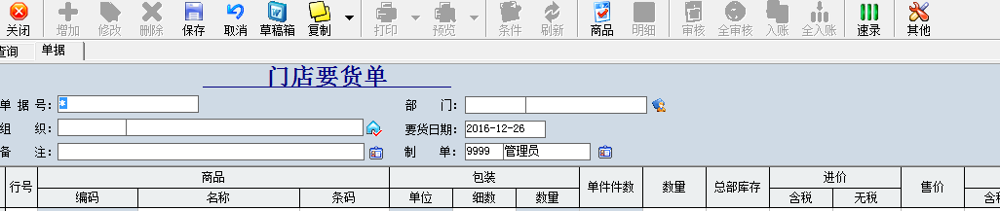 关闭 增加 修改 删除 保存 取消 草稿箱 复制 打印 预览 条件 刷新 商品 明细 审核 全审核 入账 全入账 速录 其他
查询 单据
门店要货单
单 据 号: * 部 门:
组 织: 要货日期: 2016-12-26
备 注: 制 单: 9999 管理员
行号 商品 包装 单件件数 数量 总部库存 进价 售价
编码 名称 条码 单位 细数 数量 含税 无税 含